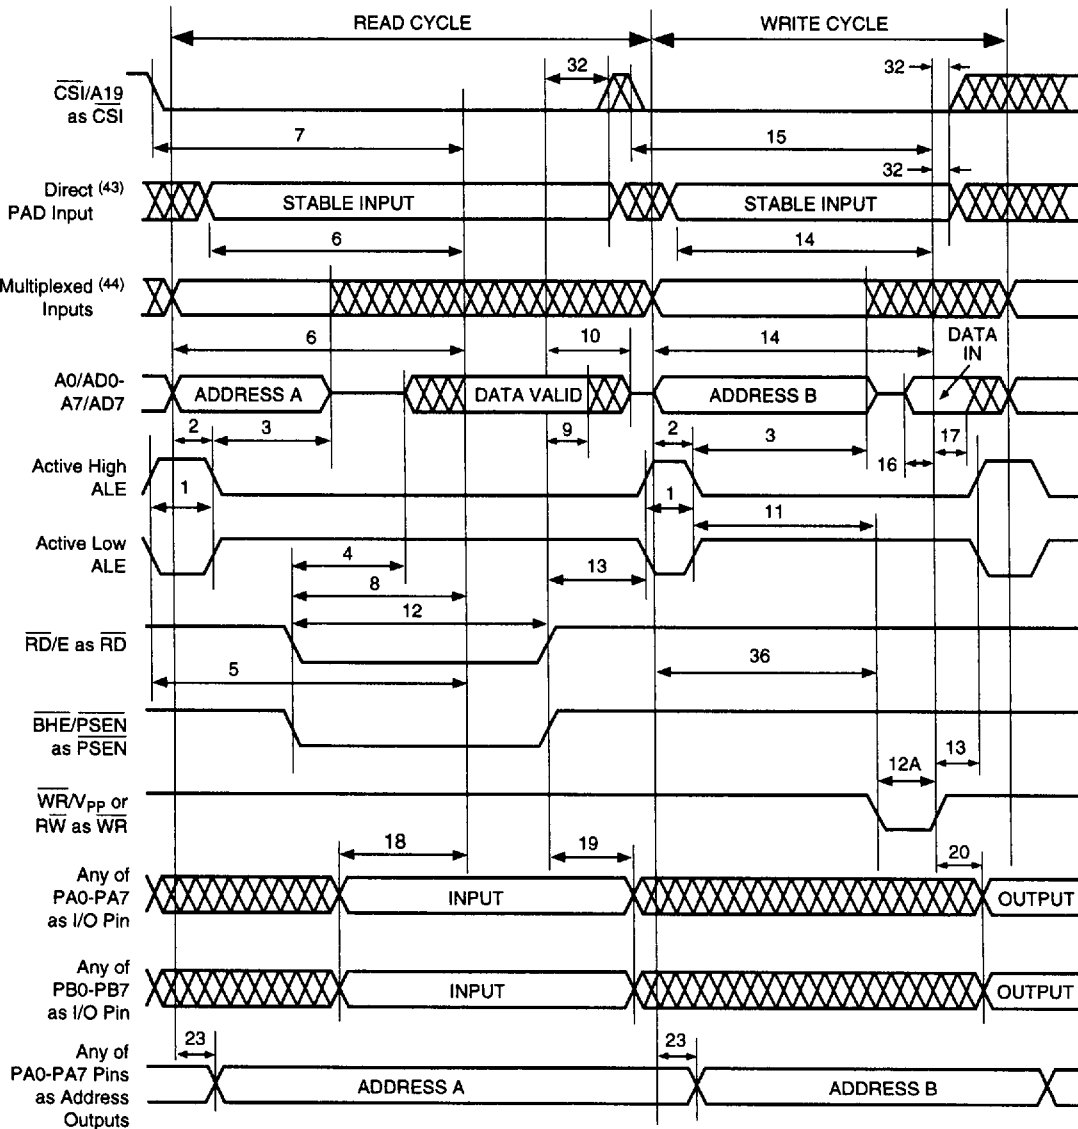 READ CYCLE WRITE CYCLE
32 32
CSI/A19
as CSI
7 15
32
Direct (43)
PAD Input
STABLE INPUT STABLE INPUT
6 14
Multiplexed (44)
Inputs
6 10 14 DATA
IN
A0/AD0-
A7/AD7
ADDRESS A DATA VALID ADDRESS B
2 3 9 2 3 17
16
Active High
ALE
1 1
11
Active Low
ALE
4 13
8
12
RD/E as RD
5 36
BHE/PSEN
as PSEN
12A 13
WR/VPP or
RW as WR
18 19 20
Any of
PA0-PA7
as I/O Pin
INPUT OUTPUT
Any of
PB0-PB7
as I/O Pin
INPUT OUTPUT
23 23
Any of
PA0-PA7 Pins
as Address
Outputs
ADDRESS A ADDRESS B